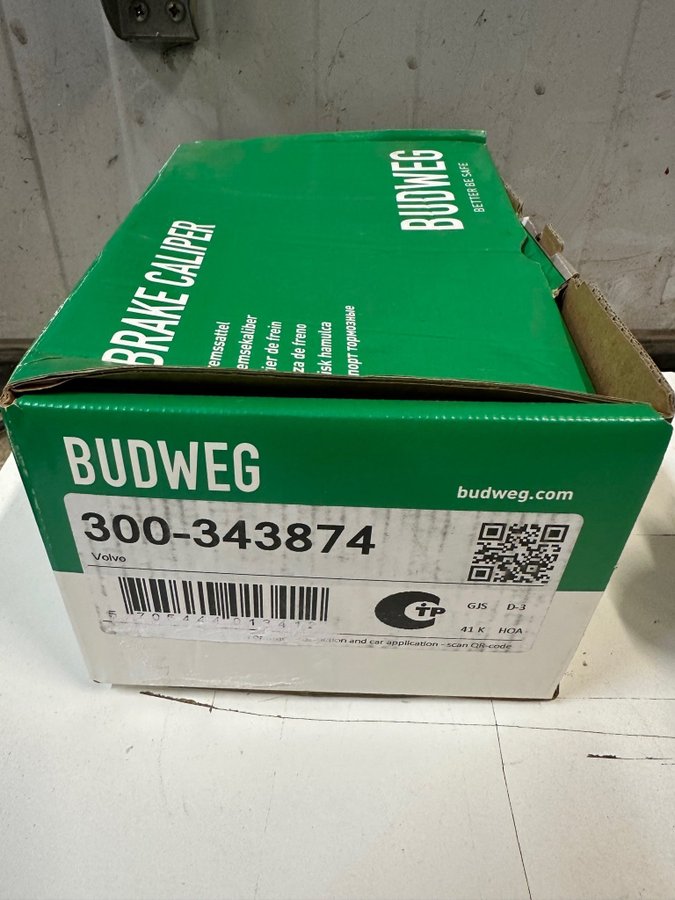 BUDWEG
BETTER BE SAFE
BRAKE CALIPER
emssattel
emsekaliber
ier de frein
za de freno
isk hamulca
порт тормозные
BUDWEG
budweg.com
300-343874
Volvo
GJS D-3
41 K HOA
and car application - scan QR-code